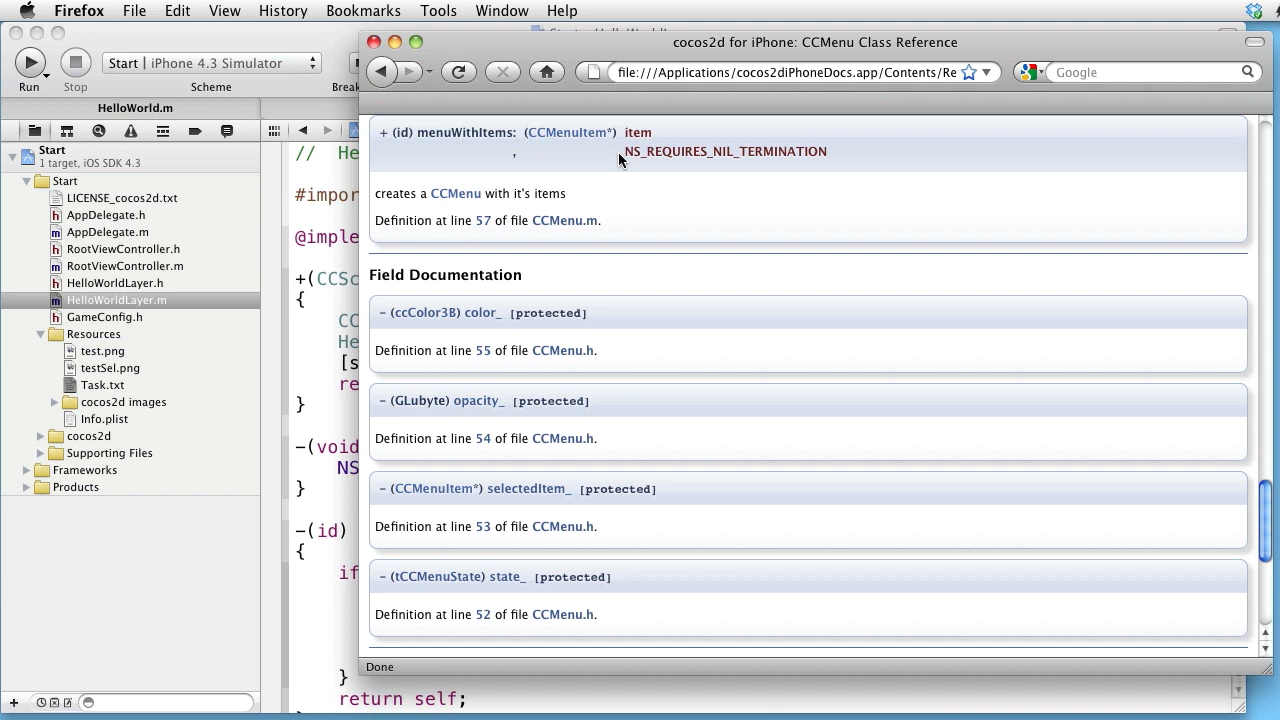 Firefox File Edit View History Bookmarks Tools Window Help
cocos2d for iPhone: CCMenu Class Reference
Start | iPhone 4.3 Simulator
file:///Applications/cocos2diPhoneDocs.app/Contents/Re
Google
Run Stop Scheme Break
HelloWorld.m
Start
1 target, iOS SDK 4.3
Start
LICENSE_cocos2d.txt
AppDelegate.h
AppDelegate.m
RootViewController.h
RootViewController.m
HelloWorldLayer.h
HelloWorldLayer.m
GameConfig.h
Resources
test.png
testSel.png
Task.txt
cocos2d images
Info.plist
cocos2d
Supporting Files
Frameworks
Products
// He
#impor
@imple
+(CCSc
{
CC
He
[s
re
}
-(void
NS
}
-(id)
{
if
}
return self;
+ (id) menuWithItems: (CCMenuItem*) item
, NS_REQUIRES_NIL_TERMINATION
creates a CCMenu with it's items
Definition at line 57 of file CCMenu.m.
Field Documentation
- (ccColor3B) color_ [protected]
Definition at line 55 of file CCMenu.h.
- (GLubyte) opacity_ [protected]
Definition at line 54 of file CCMenu.h.
- (CCMenuItem*) selectedItem_ [protected]
Definition at line 53 of file CCMenu.h.
- (tCCMenuState) state_ [protected]
Definition at line 52 of file CCMenu.h.
Done